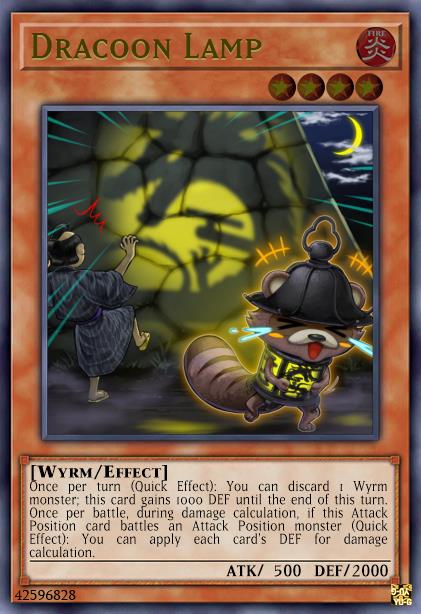 Dracoon Lamp
FIRE
炎
[Wyrm/Effect]
Once per turn (Quick Effect): You can discard 1 Wyrm
monster; this card gains 1000 DEF until the end of this turn.
Once per battle, during damage calculation, if this Attack
Position card battles an Attack Position monster (Quick
Effect): You can apply each card's DEF for damage
calculation.
ATK/ 500 DEF/2000
42596828